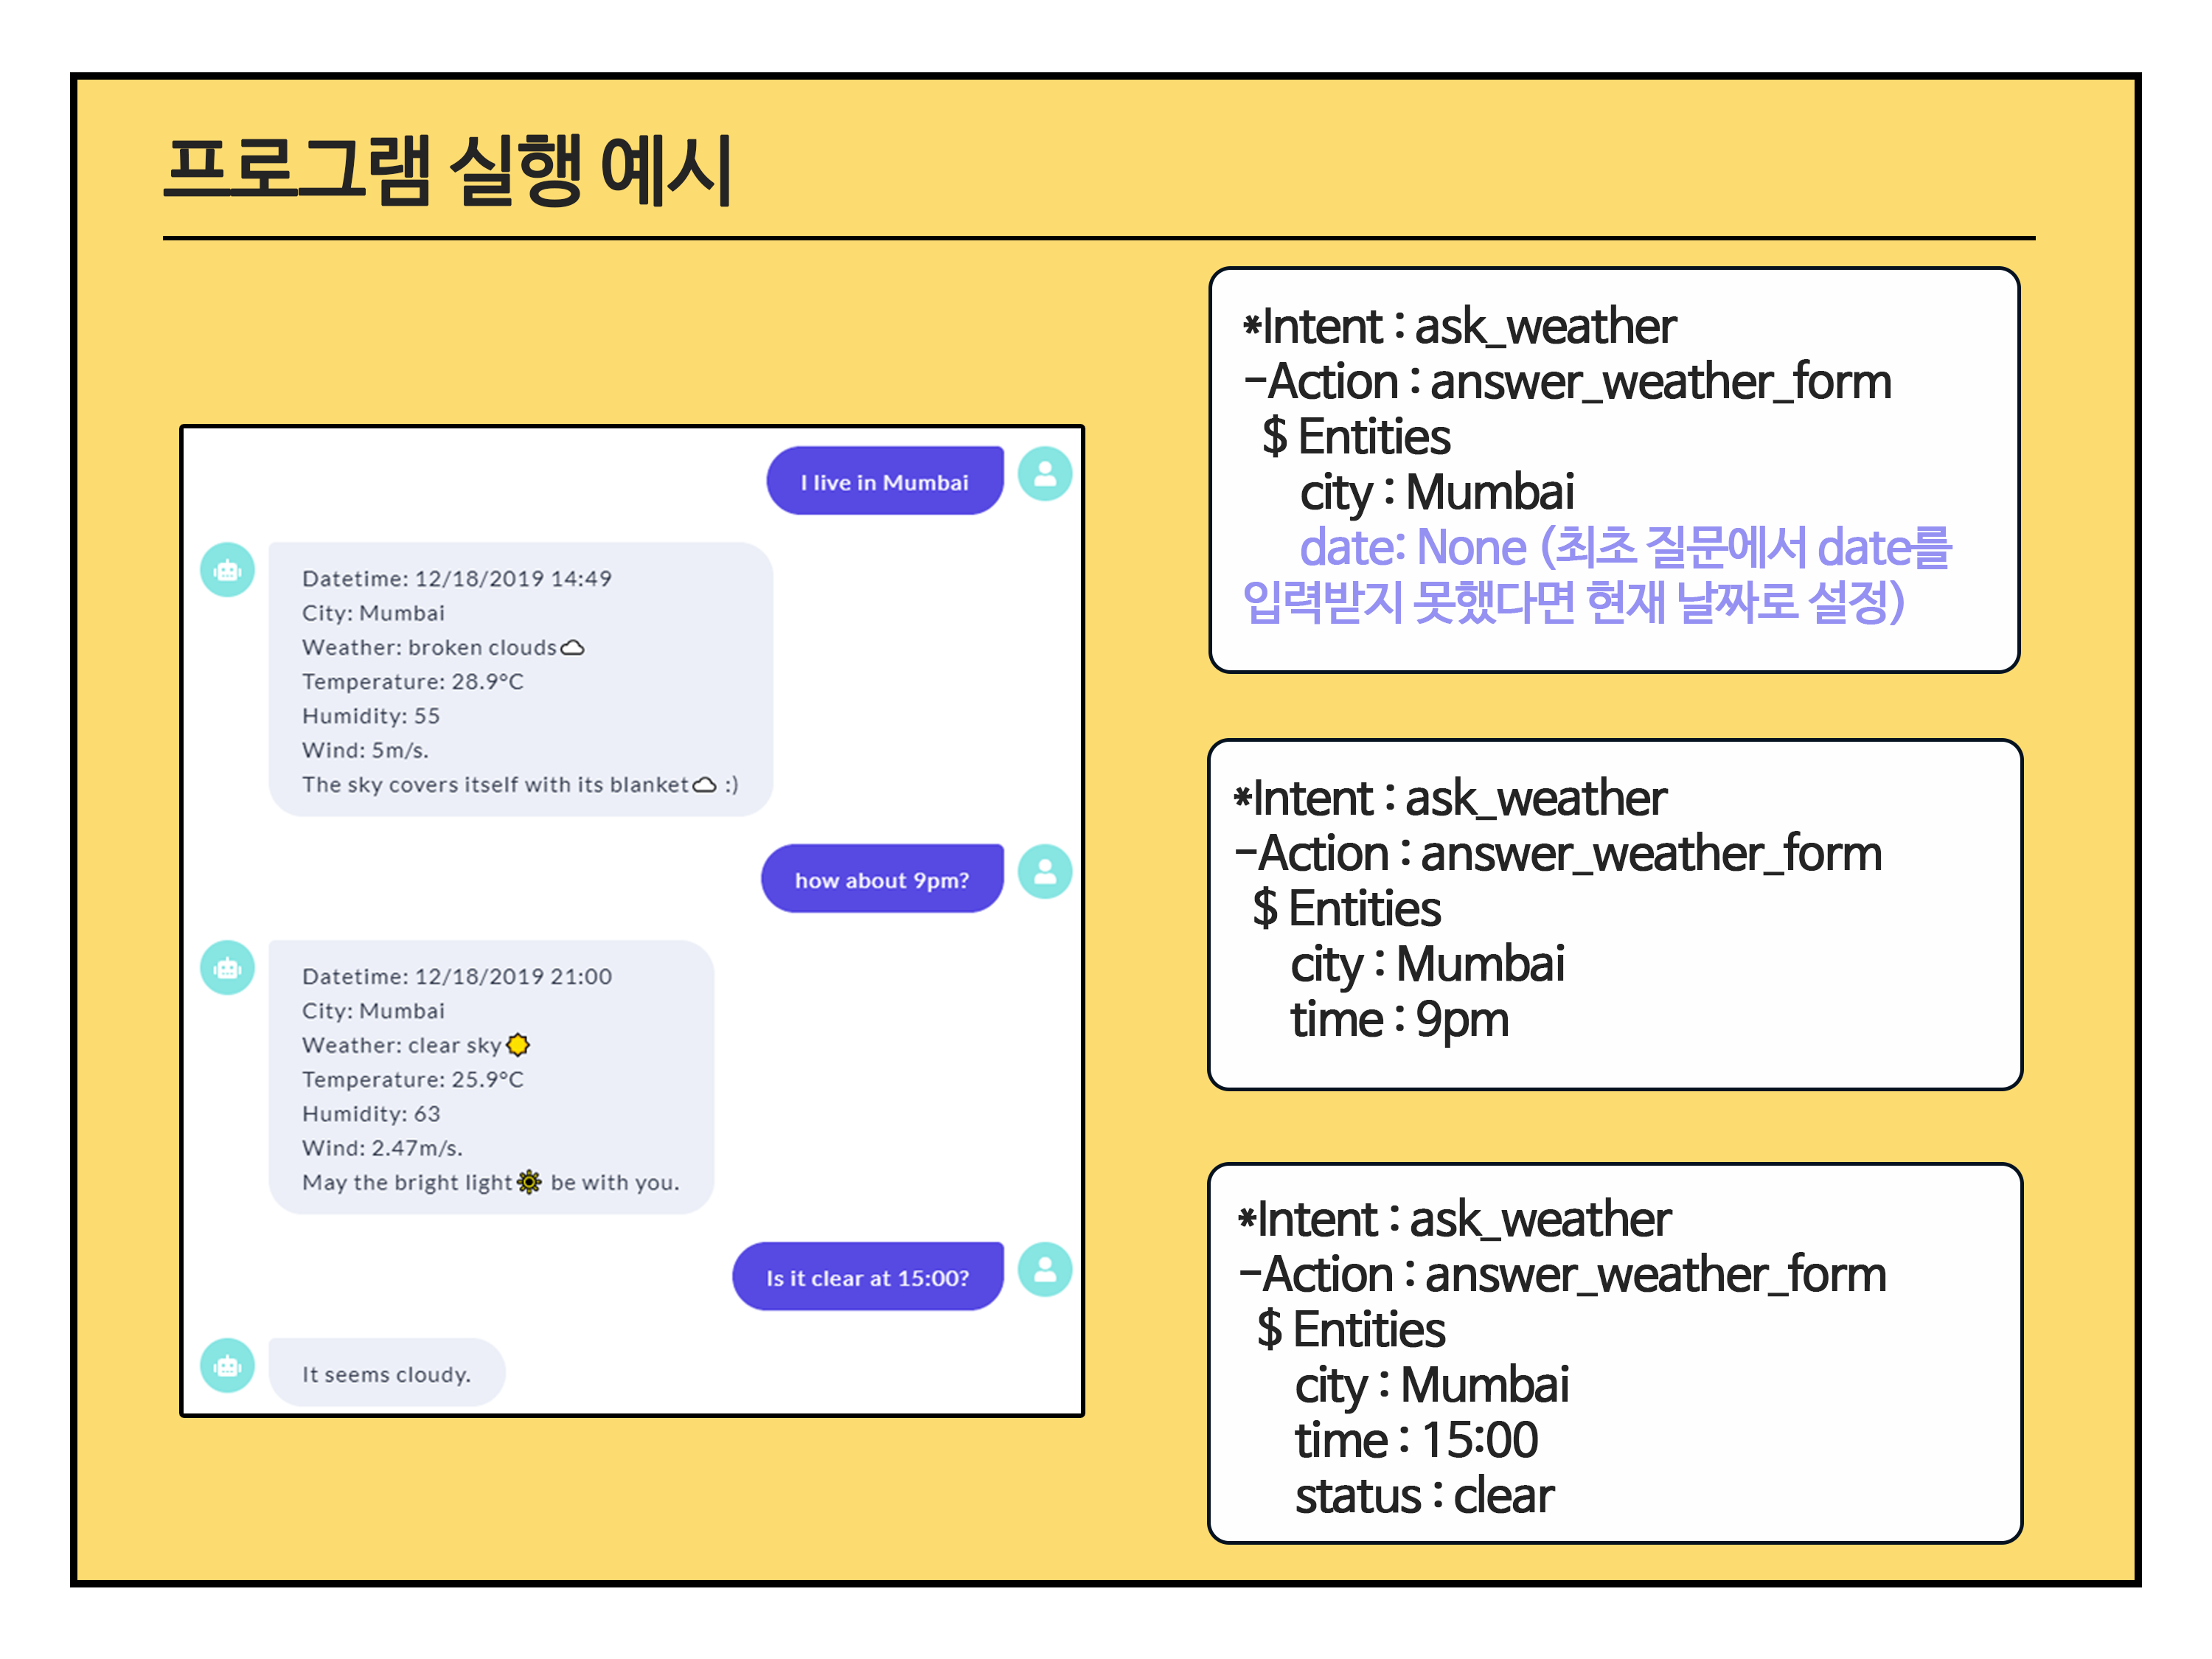 프로그램 실행 예시
I live in Mumbai
Datetime: 12/18/2019 14:49
City: Mumbai
Weather: broken clouds
Temperature: 28.9°C
Humidity: 55
Wind: 5m/s.
The sky covers itself with its blanket :)
how about 9pm?
Datetime: 12/18/2019 21:00
City: Mumbai
Weather: clear sky
Temperature: 25.9°C
Humidity: 63
Wind: 2.47m/s.
May the bright light be with you.
Is it clear at 15:00?
It seems cloudy.
*Intent : ask_weather
-Action : answer_weather_form
$ Entities
city : Mumbai
date: None (최초 질문에서 date를
입력받지 못했다면 현재 날짜로 설정)
*Intent : ask_weather
-Action : answer_weather_form
$ Entities
city : Mumbai
time : 9pm
*Intent : ask_weather
-Action : answer_weather_form
$ Entities
city : Mumbai
time : 15:00
status : clear